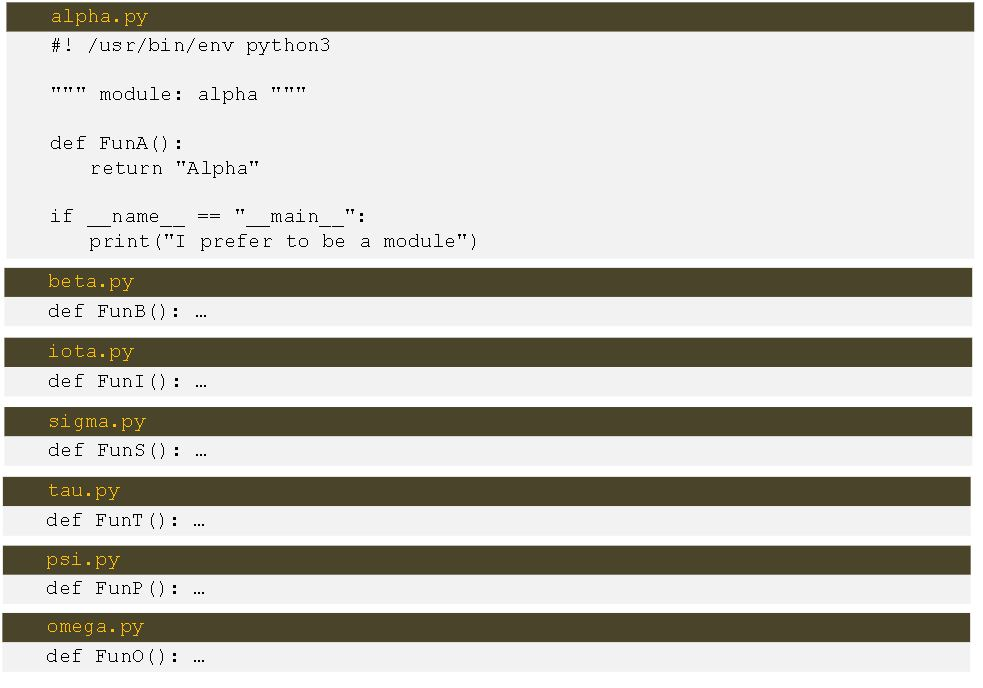 alpha.py
#! /usr/bin/env python3
""" module: alpha """
def FunA():
return "Alpha"
if __name__ == "__main__":
print("I prefer to be a module")
beta.py
def FunB(): …
iota.py
def FunI(): …
sigma.py
def FunS(): …
tau.py
def FunT(): …
psi.py
def FunP(): …
omega.py
def FunO(): …